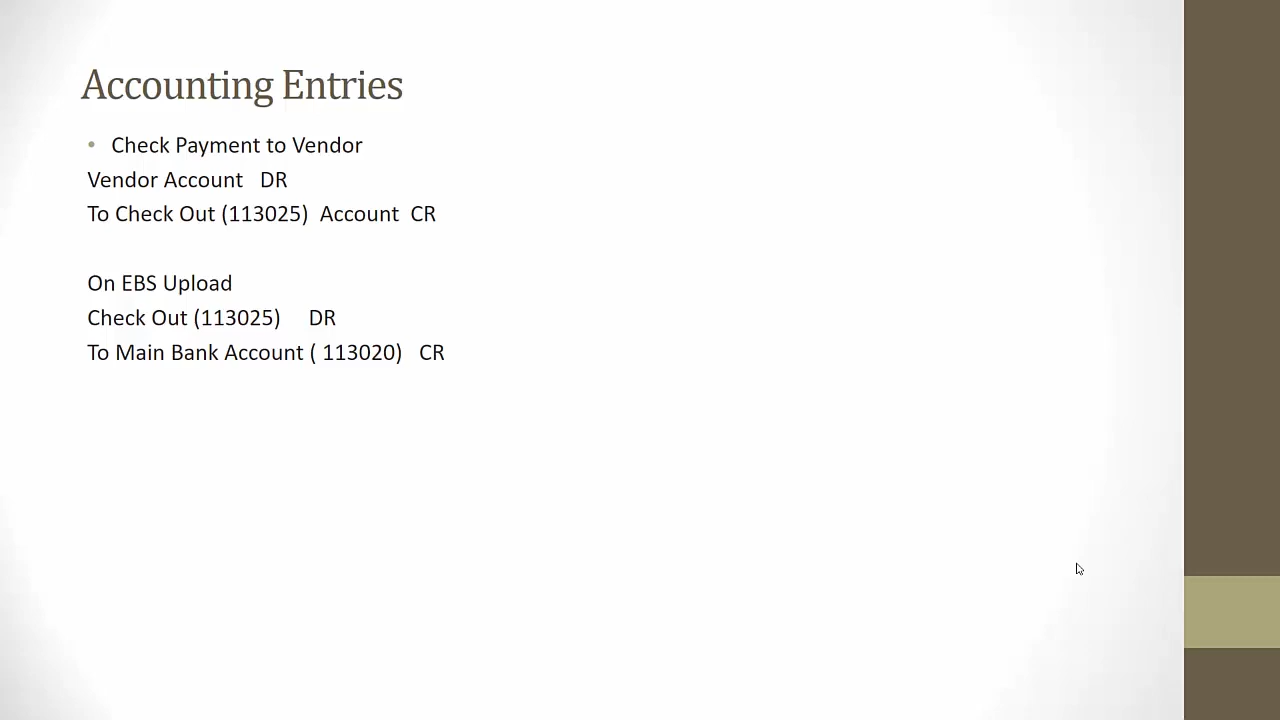 Accounting Entries
• Check Payment to Vendor
Vendor Account   DR
To Check Out (113025)  Account  CR
On EBS Upload
Check Out (113025)     DR
To Main Bank Account ( 113020)   CR